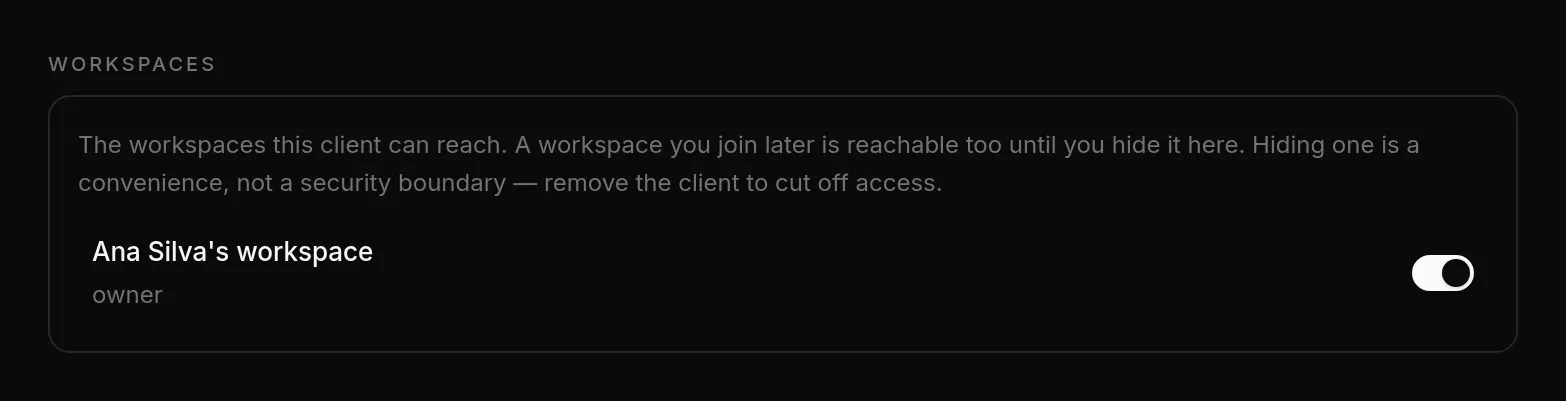 WORKSPACES
The workspaces this client can reach. A workspace you join later is reachable too until you hide it here. Hiding one is a
convenience, not a security boundary — remove the client to cut off access.
Ana Silva's workspace
owner